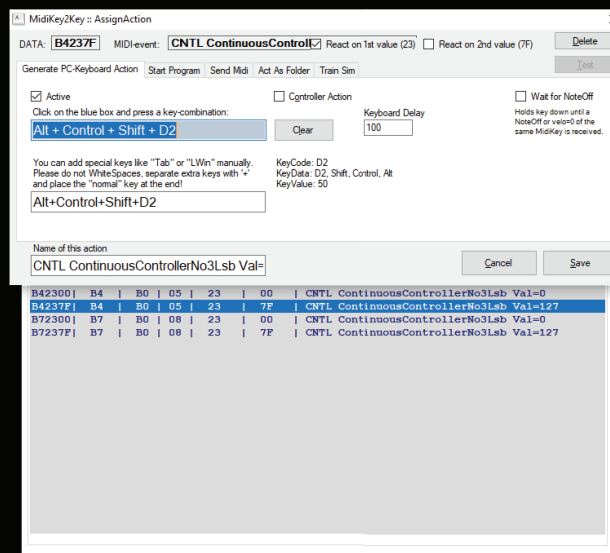 MidiKey2Key :: AssignAction
DATA: B4237F MIDI-event: CNTL ContinuousControll React on 1st value (23) React on 2nd value (7F) Delete
Generate PC-Keyboard Action Start Program Send Midi Act As Folder Train Sim Test
Active Controller Action Wait for NoteOff
Click on the blue box and press a key-combination: Keyboard Delay Holds key down until a
NoteOff or velo=0 of the
same MidiKey is received.
Alt + Control + Shift + D2 Clear 100
You can add special keys like "Tab" or "LWin" manually. KeyCode: D2
Please do not WhiteSpaces, separate extra keys with '+' KeyData: D2, Shift, Control, Alt
and place the "normal" key at the end! KeyValue: 50
Alt+Control+Shift+D2
Name of this action
CNTL ContinuousControllerNo3Lsb Val= Cancel Save
B42300| B4 | B0 | 05 | 23 | 00 | CNTL ContinuousControllerNo3Lsb Val=0
B4237F| B4 | B0 | 05 | 23 | 7F | CNTL ContinuousControllerNo3Lsb Val=127
B72300| B7 | B0 | 08 | 23 | 00 | CNTL ContinuousControllerNo3Lsb Val=0
B7237F| B7 | B0 | 08 | 23 | 7F | CNTL ContinuousControllerNo3Lsb Val=127